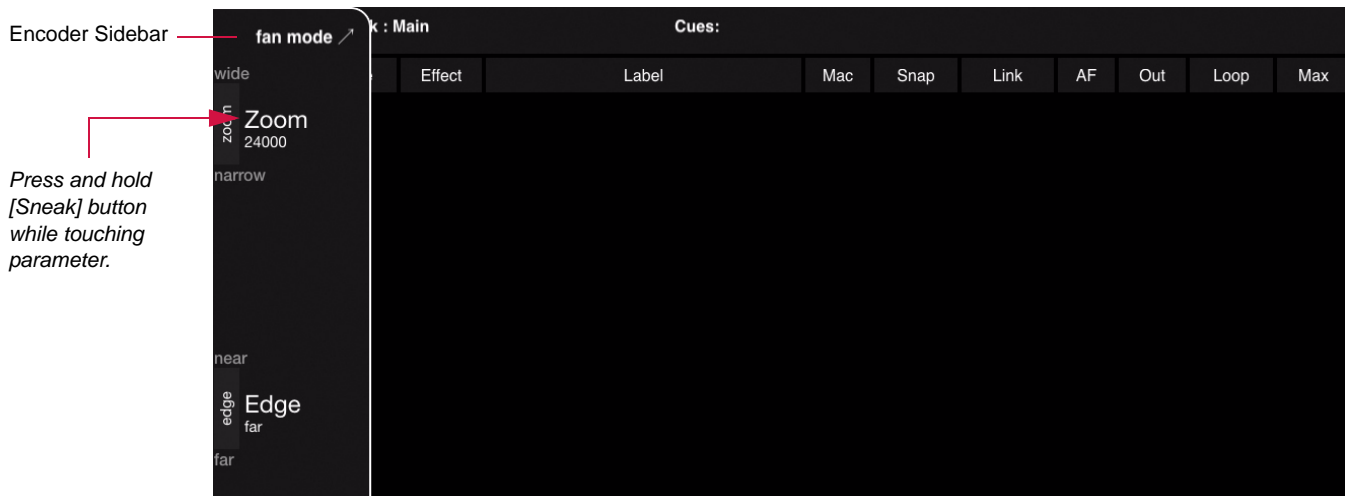 Encoder Sidebar
fan mode
k : Main
Cues:
wide
Effect
Label
Mac
Snap
Link
AF
Out
Loop
Max
zoom
Zoom
24000
narrow
Press and hold
[Sneak] button
while touching
parameter.
near
edge
Edge
far
far